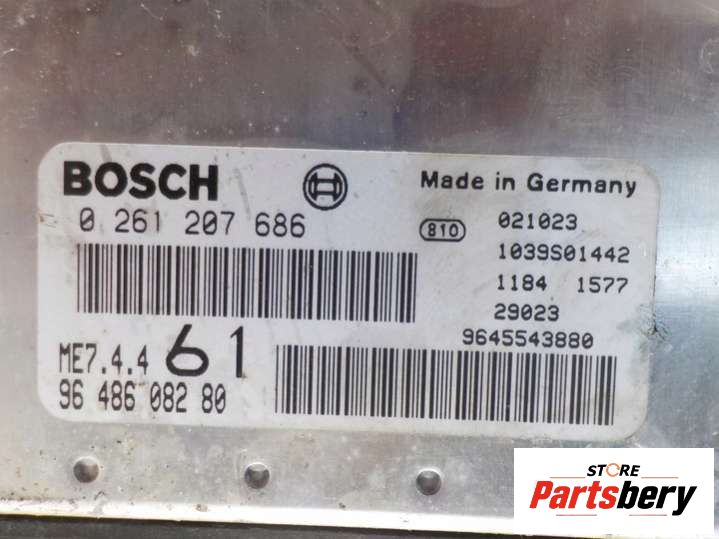 BOSCH
Made in Germany
0 261 207 686
810
021023
1039S01442
1184 1577
29023
9645543880
ME7.4.4 61
96 486 082 80
STORE
Partsbery